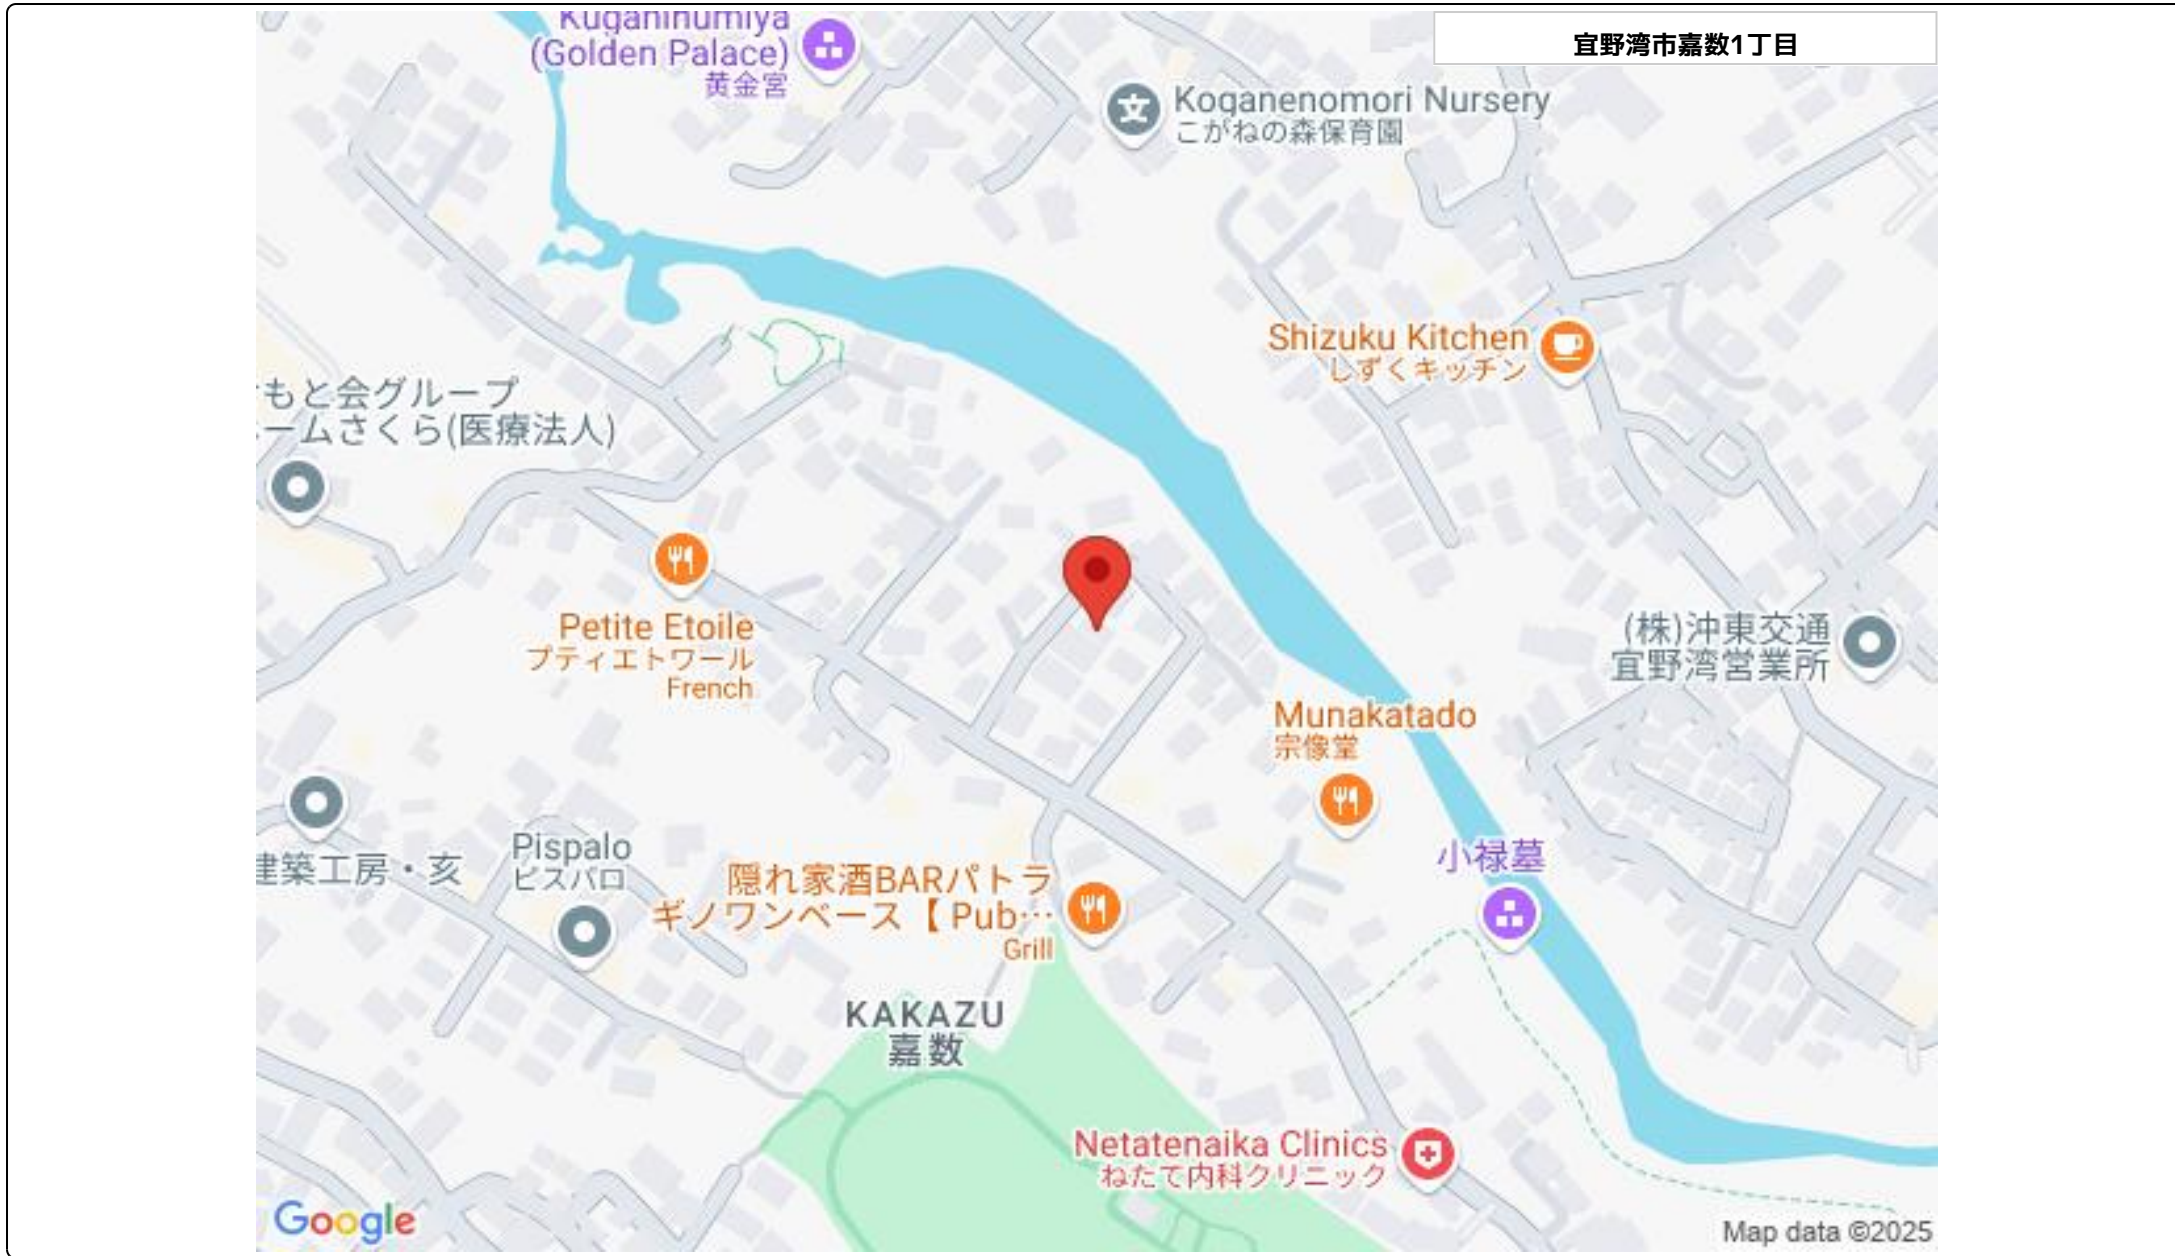 Kuganinumiya
(Golden Palace)
黄金宮
宜野湾市嘉数1丁目
Koganenomori Nursery
こがねの森保育園
Shizuku Kitchen
しずくキッチン
もと会グループ
ームさくら(医療法人)
Petite Etoile
プティエトワール
French
(株)沖東交通
宜野湾営業所
Munakatado
宗像堂
小禄墓
建築工房・亥
Pispalo
ピスパロ
隠れ家酒BARパトラ
ギノワンベース【 Pub…
Grill
KAKAZU
嘉数
Netatenaika Clinics
ねたて内科クリニック
Google
Map data ©2025